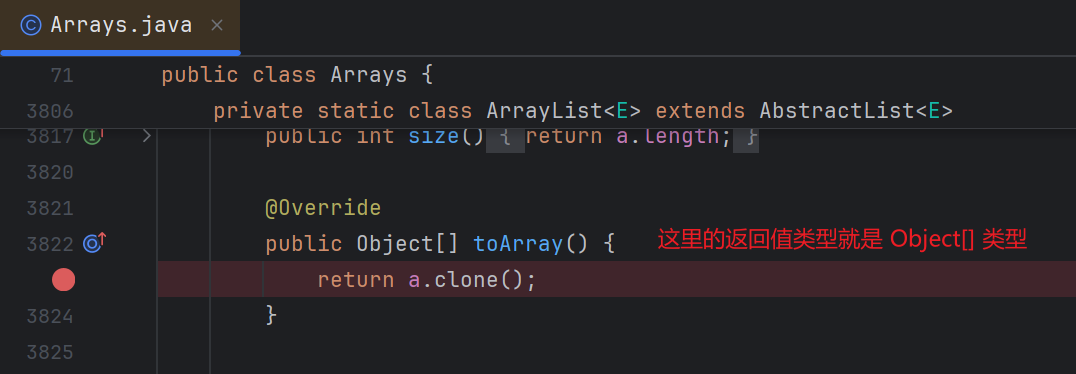 Arrays.java
71 public class Arrays {
3806 private static class ArrayList<E> extends AbstractList<E>
3817 public int size() { return a.length; }
3820
3821 @Override
3822 public Object[] toArray() { 这里的返回值类型就是 Object[] 类型
return a.clone();
3824 }
3825